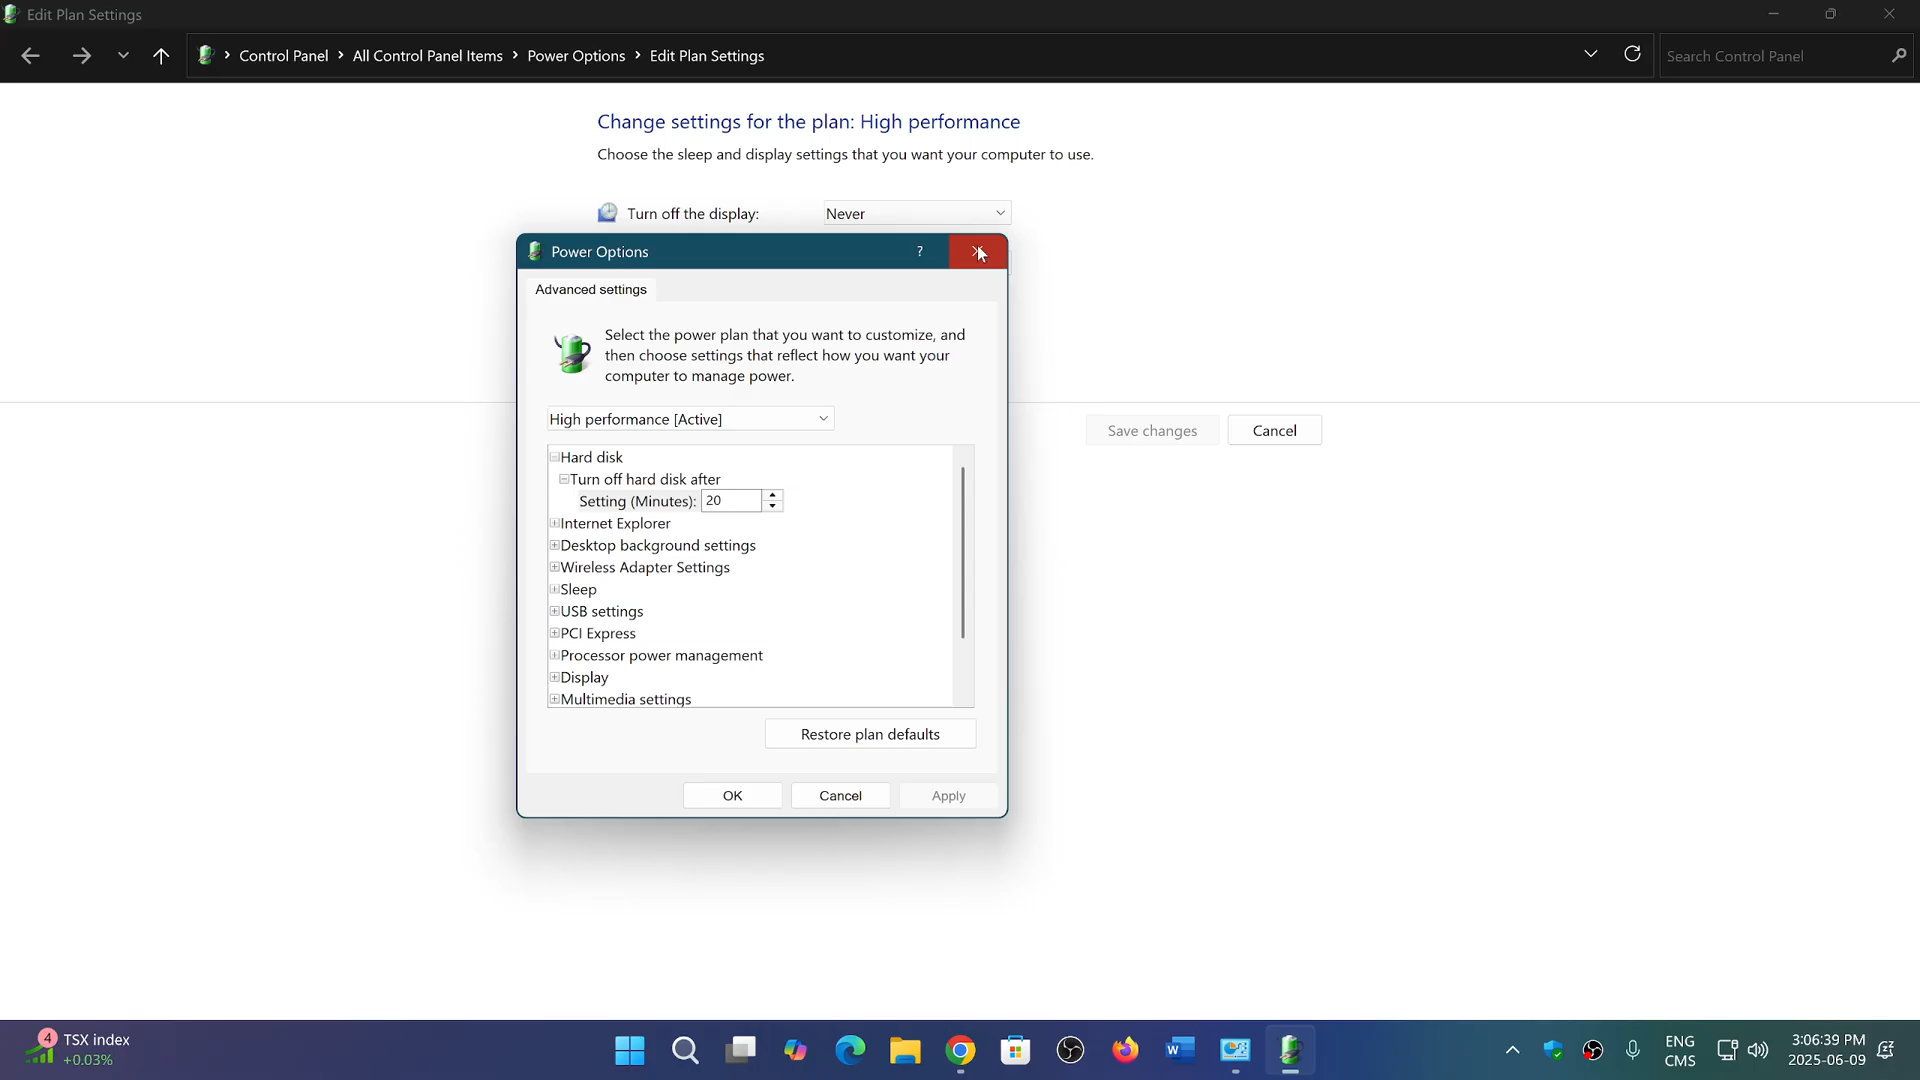 Edit Plan Settings
Control Panel > All Control Panel Items > Power Options > Edit Plan Settings
Search Control Panel
Change settings for the plan: High performance
Choose the sleep and display settings that you want your computer to use.
Turn off the display: Never
Power Options ?
Advanced settings
Select the power plan that you want to customize, and
then choose settings that reflect how you want your
computer to manage power.
High performance [Active]
Save changes Cancel
Hard disk
Turn off hard disk after
Setting (Minutes): 20
Internet Explorer
Desktop background settings
Wireless Adapter Settings
Sleep
USB settings
PCI Express
Processor power management
Display
Multimedia settings
Restore plan defaults
OK Cancel Apply
4 TSX index
+0.03%
W
ENG
CMS
3:06:39 PM
2025-06-09